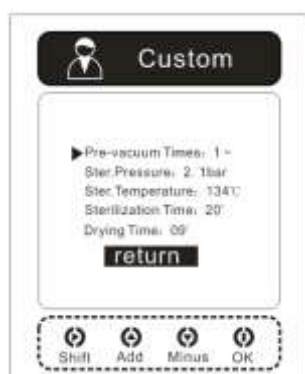 Custom
Pre-vacuum Times: 1~
Ster.Pressure: 2. 1bar
Ster.Temperature: 134℃
Sterilization Time: 20'
Drying Time: 09'
return
Shift Add Minus OK